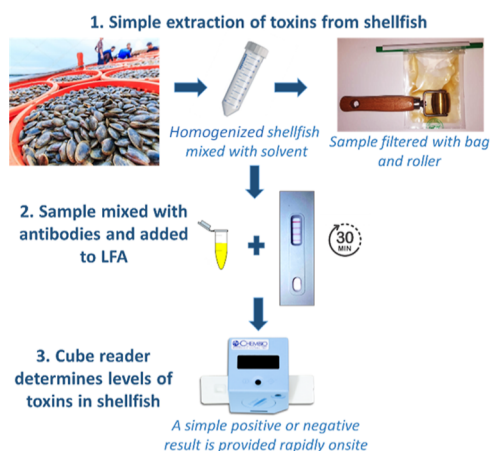 1. Simple extraction of toxins from shellfish
Homogenized shellfish
mixed with solvent
Sample filtered with bag
and roller
2. Sample mixed with
antibodies and added
to LFA
+
30
MIN
CHEMBIO
3. Cube reader
determines levels of
toxins in shellfish
A simple positive or negative
result is provided rapidly onsite